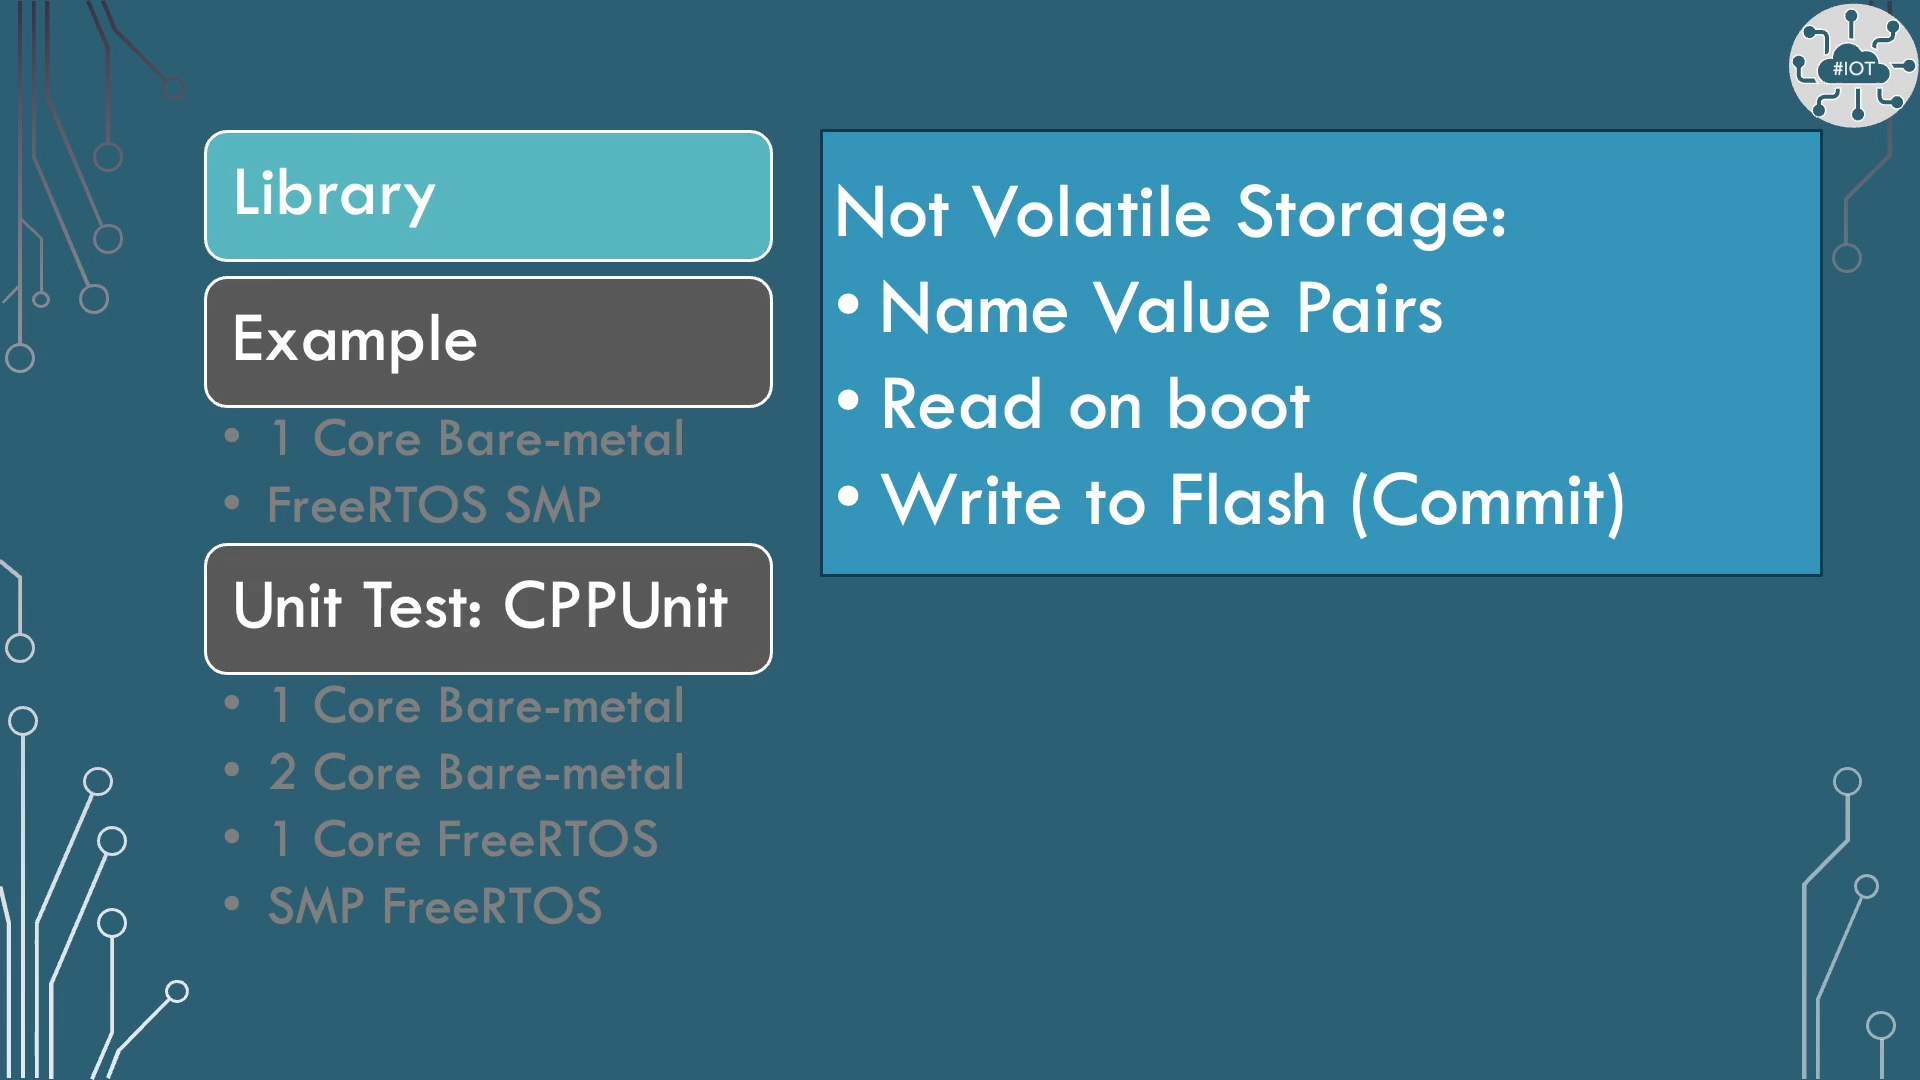 #IOT
Library
Example
• 1 Core Bare-metal
• FreeRTOS SMP
Unit Test: CPPUnit
• 1 Core Bare-metal
• 2 Core Bare-metal
• 1 Core FreeRTOS
• SMP FreeRTOS
Not Volatile Storage:
• Name Value Pairs
• Read on boot
• Write to Flash (Commit)